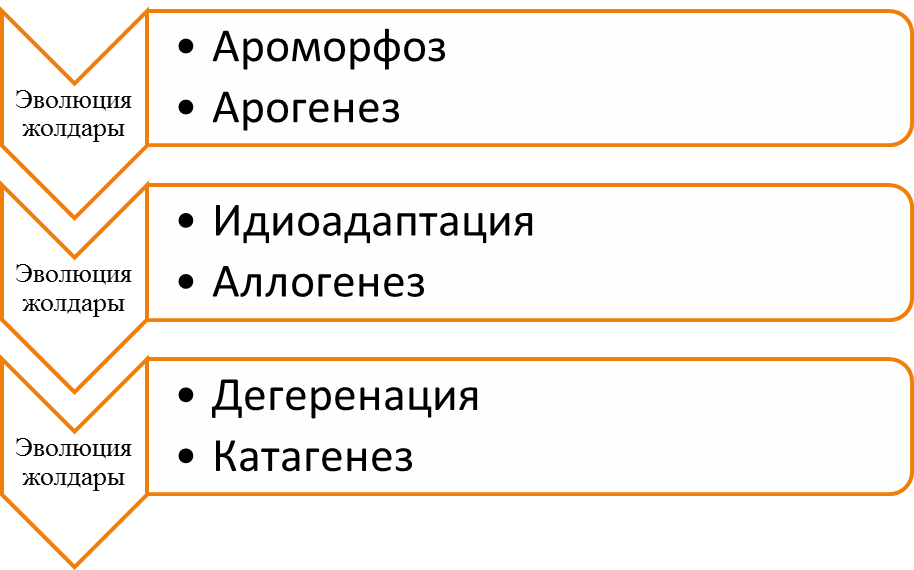 Эволюция
жолдары
• Ароморфоз
• Арогенез
Эволюция
жолдары
• Идиоадаптация
• Аллогенез
Эволюция
жолдары
• Дегеренация
• Катагенез